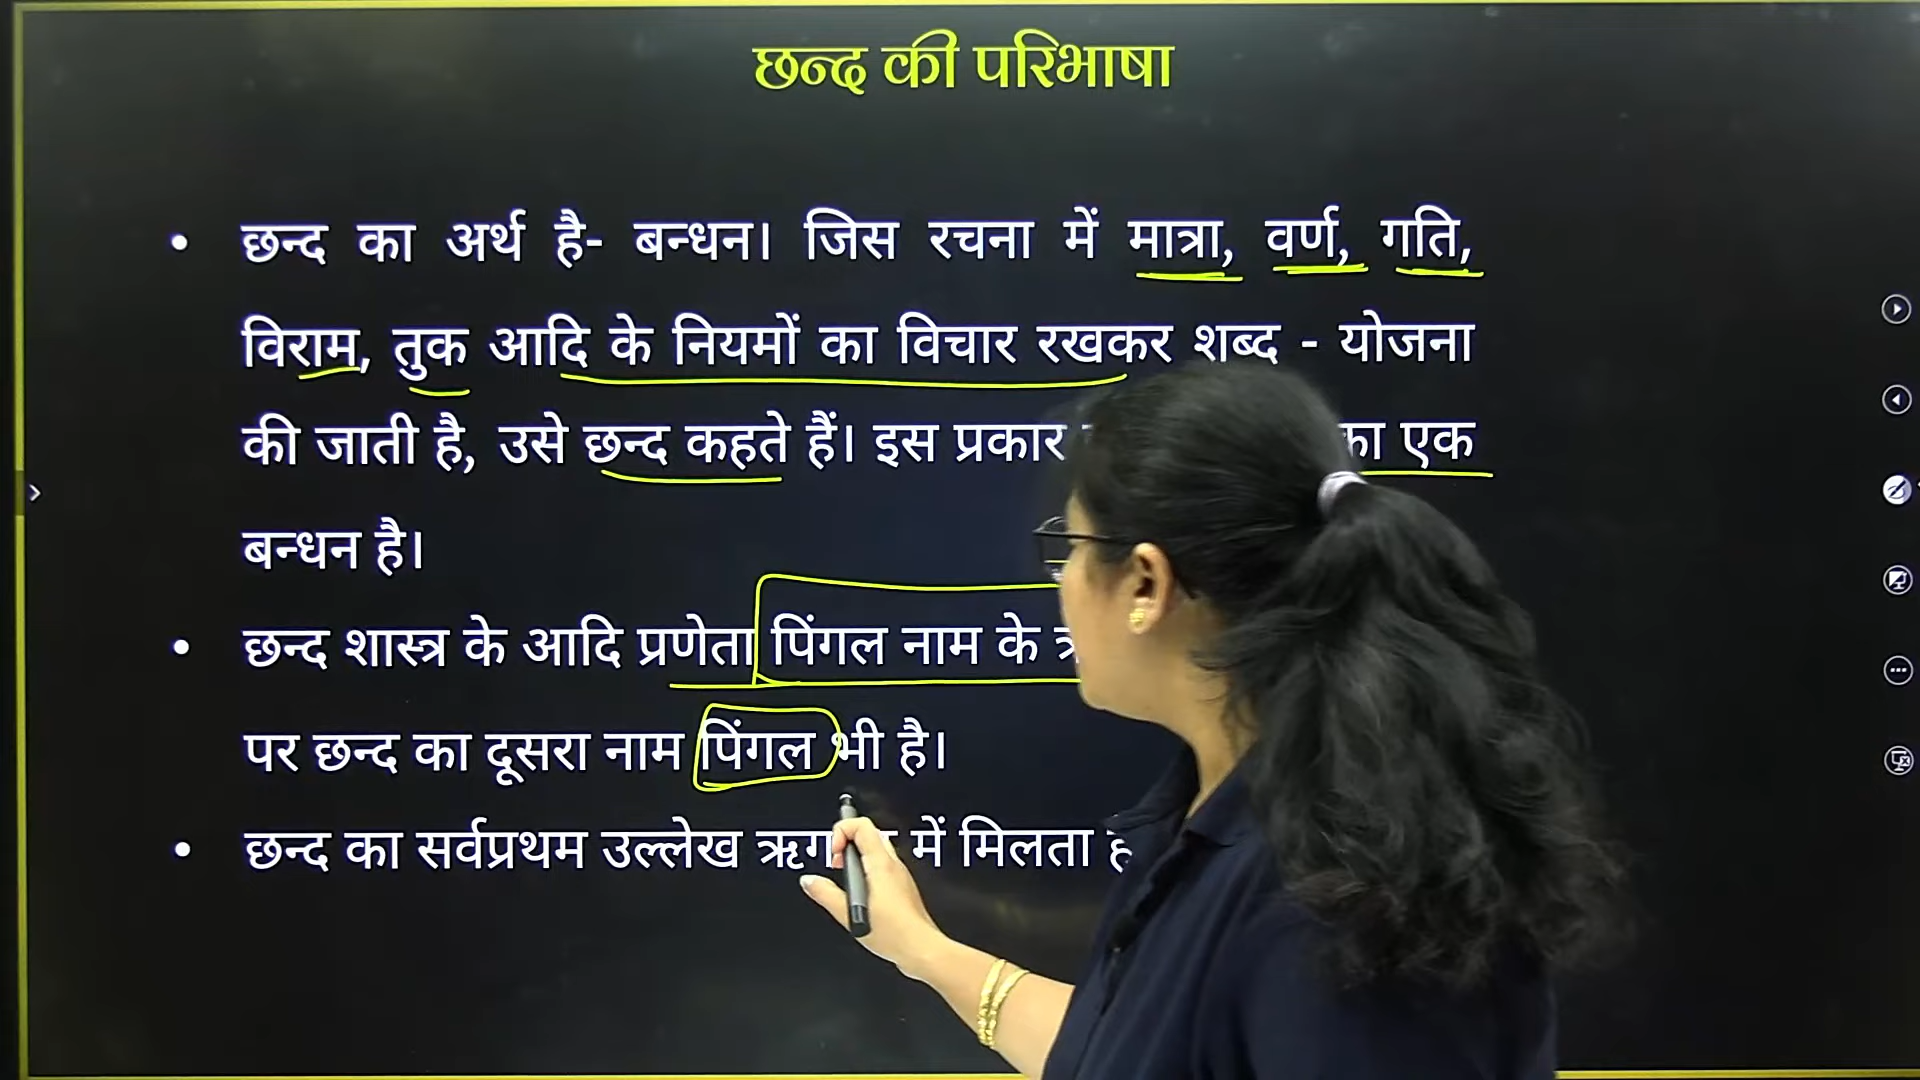 छन्द की परिभाषा
• छन्द का अर्थ है- बन्धन। जिस रचना में मात्रा, वर्ण, गति,
विराम, तुक आदि के नियमों का विचार रखकर शब्द - योजना
की जाती है, उसे छन्द कहते हैं। इस प्रकार का एक
बन्धन है।
• छन्द शास्त्र के आदि प्रणेता पिंगल नाम के
पर छन्द का दूसरा नाम पिंगल भी है।
• छन्द का सर्वप्रथम उल्लेख में मिलता